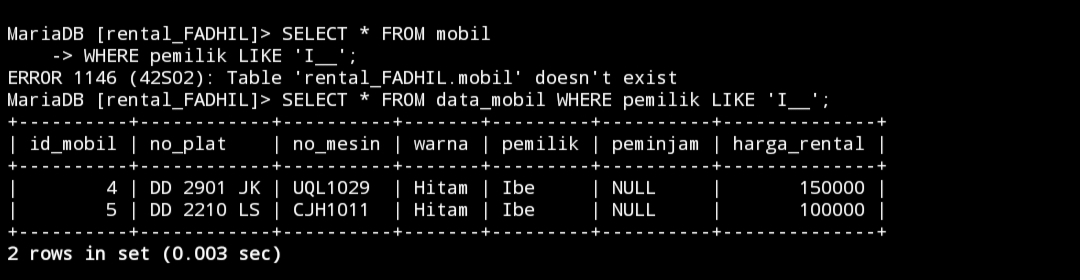 MariaDB [rental_FADHIL]> SELECT * FROM mobil
    -> WHERE pemilik LIKE 'I__';
ERROR 1146 (42S02): Table 'rental_FADHIL.mobil' doesn't exist
MariaDB [rental_FADHIL]> SELECT * FROM data_mobil WHERE pemilik LIKE 'I__';
+----------+------------+----------+-------+---------+----------+--------------+
| id_mobil | no_plat    | no_mesin | warna | pemilik | peminjam | harga_rental |
+----------+------------+----------+-------+---------+----------+--------------+
|        4 | DD 2901 JK | UQL1029  | Hitam | Ibe     | NULL     |       150000 |
|        5 | DD 2210 LS | CJH1011  | Hitam | Ibe     | NULL     |       100000 |
+----------+------------+----------+-------+---------+----------+--------------+
2 rows in set (0.003 sec)